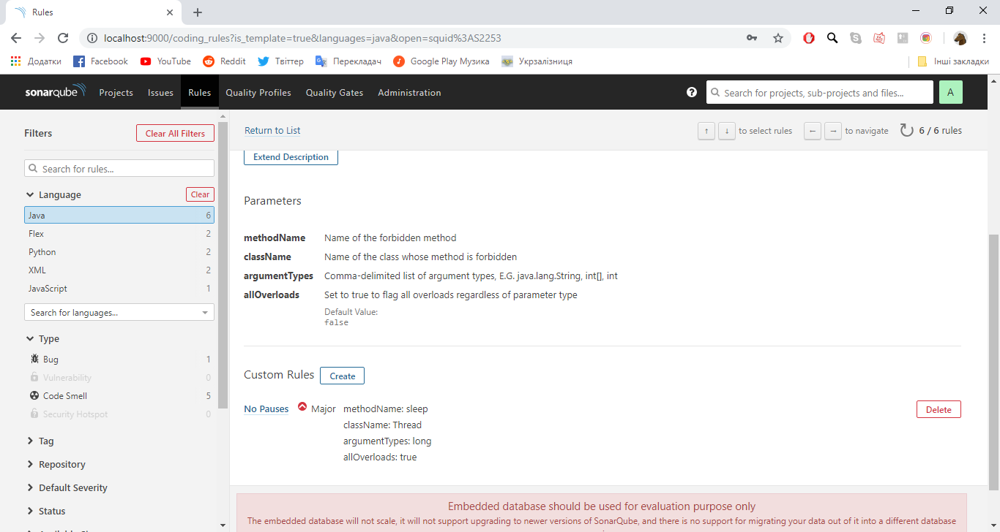 Rules
localhost:9000/coding_rules?is_template=true&languages=java&open=squid%3AS2253
Додатки Facebook YouTube Reddit Твіттер Перекладач Google Play Музика Укрзалізниця Інші закладки
sonarqube Projects Issues Rules Quality Profiles Quality Gates Administration ? Search for projects, sub-projects and files... A
Filters Clear All Filters
Search for rules...
Language Clear
Java 6
Flex 2
Python 2
XML 2
JavaScript 1
Search for languages...
Type
Bug 1
Vulnerability 0
Code Smell 5
Security Hotspot 0
Tag
Repository
Default Severity
Status
Return to List ↑ ↓ to select rules ← → to navigate 6 / 6 rules
Extend Description
Parameters
methodName Name of the forbidden method
className Name of the class whose method is forbidden
argumentTypes Comma-delimited list of argument types, E.G. java.lang.String, int[], int
allOverloads Set to true to flag all overloads regardless of parameter type
Default Value:
false
Custom Rules Create
No Pauses Major methodName: sleep Delete
className: Thread
argumentTypes: long
allOverloads: true
Embedded database should be used for evaluation purpose only
The embedded database will not scale, it will not support upgrading to newer versions of SonarQube, and there is no support for migrating your data out of it into a different database